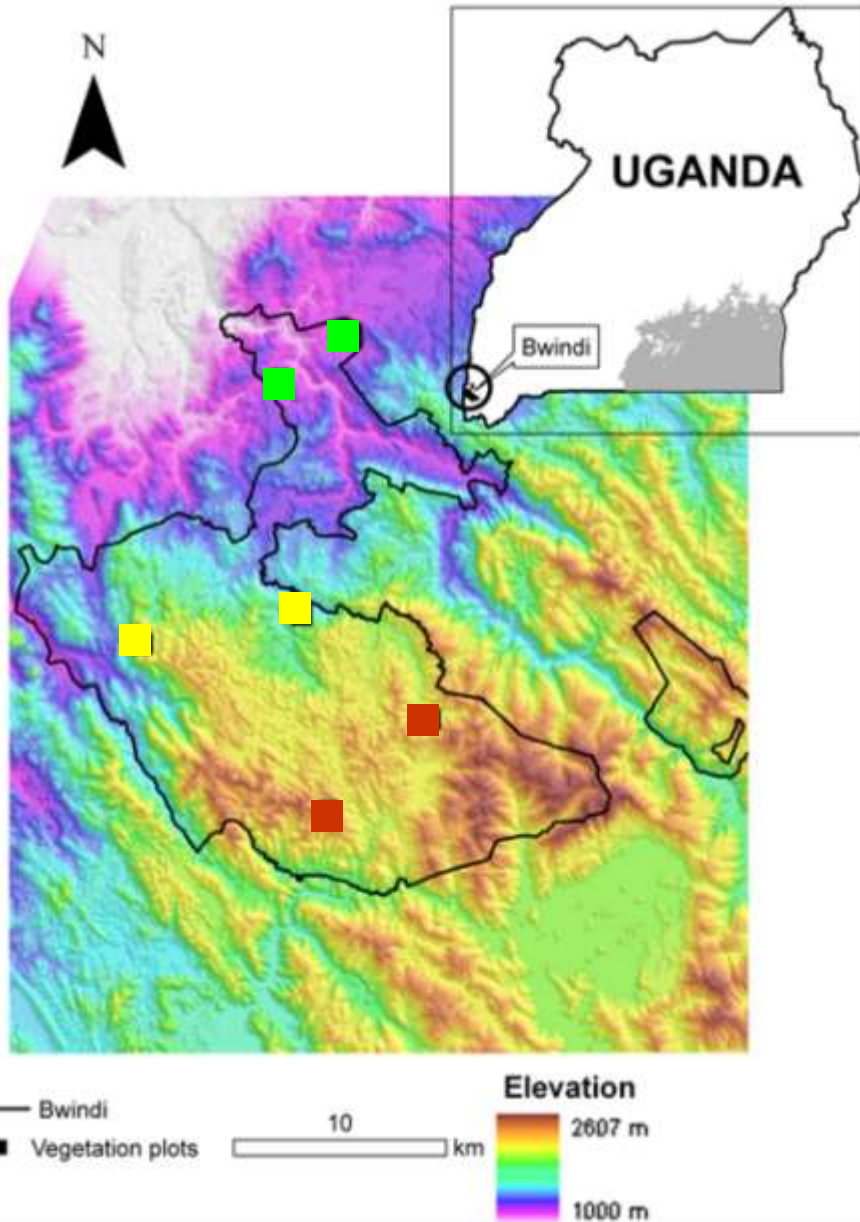 N
UGANDA
Bwindi
Elevation
Bwindi
10
2607 m
Vegetation plots
km
1000 m